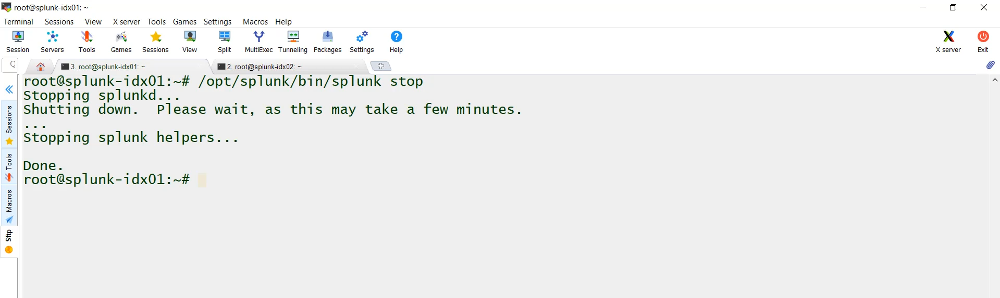 root@splunk-idx01: ~
Terminal Sessions View X server Tools Games Settings Macros Help
Session Servers Tools Games Sessions View Split MultiExec Tunneling Packages Settings Help X server Exit
3. root@splunk-idx01: ~ 2. root@splunk-idx02: ~
root@splunk-idx01:~# /opt/splunk/bin/splunk stop
Stopping splunkd...
Shutting down.  Please wait, as this may take a few minutes.
...
Stopping splunk helpers...

Done.
root@splunk-idx01:~#
Sessions
Tools
Macros
Sftp